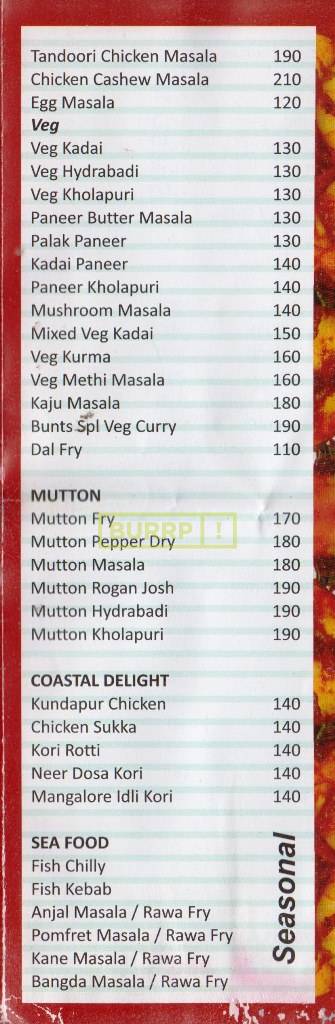 Tandoori Chicken Masala 190
Chicken Cashew Masala 210
Egg Masala 120
Veg
Veg Kadai 130
Veg Hydrabadi 130
Veg Kholapuri 130
Paneer Butter Masala 130
Palak Paneer 130
Kadai Paneer 140
Paneer Kholapuri 140
Mushroom Masala 140
Mixed Veg Kadai 150
Veg Kurma 160
Veg Methi Masala 160
Kaju Masala 180
Bunts Spl Veg Curry 190
Dal Fry 110
MUTTON
Mutton Fry 170
BURRP!
Mutton Pepper Dry 180
Mutton Masala 180
Mutton Rogan Josh 190
Mutton Hydrabadi 190
Mutton Kholapuri 190
COASTAL DELIGHT
Kundapur Chicken 140
Chicken Sukka 140
Kori Rotti 140
Neer Dosa Kori 140
Mangalore Idli Kori 140
SEA FOOD
Fish Chilly
Fish Kebab
Anjal Masala / Rawa Fry
Pomfret Masala / Rawa Fry
Kane Masala / Rawa Fry
Bangda Masala / Rawa Fry
Seasonal